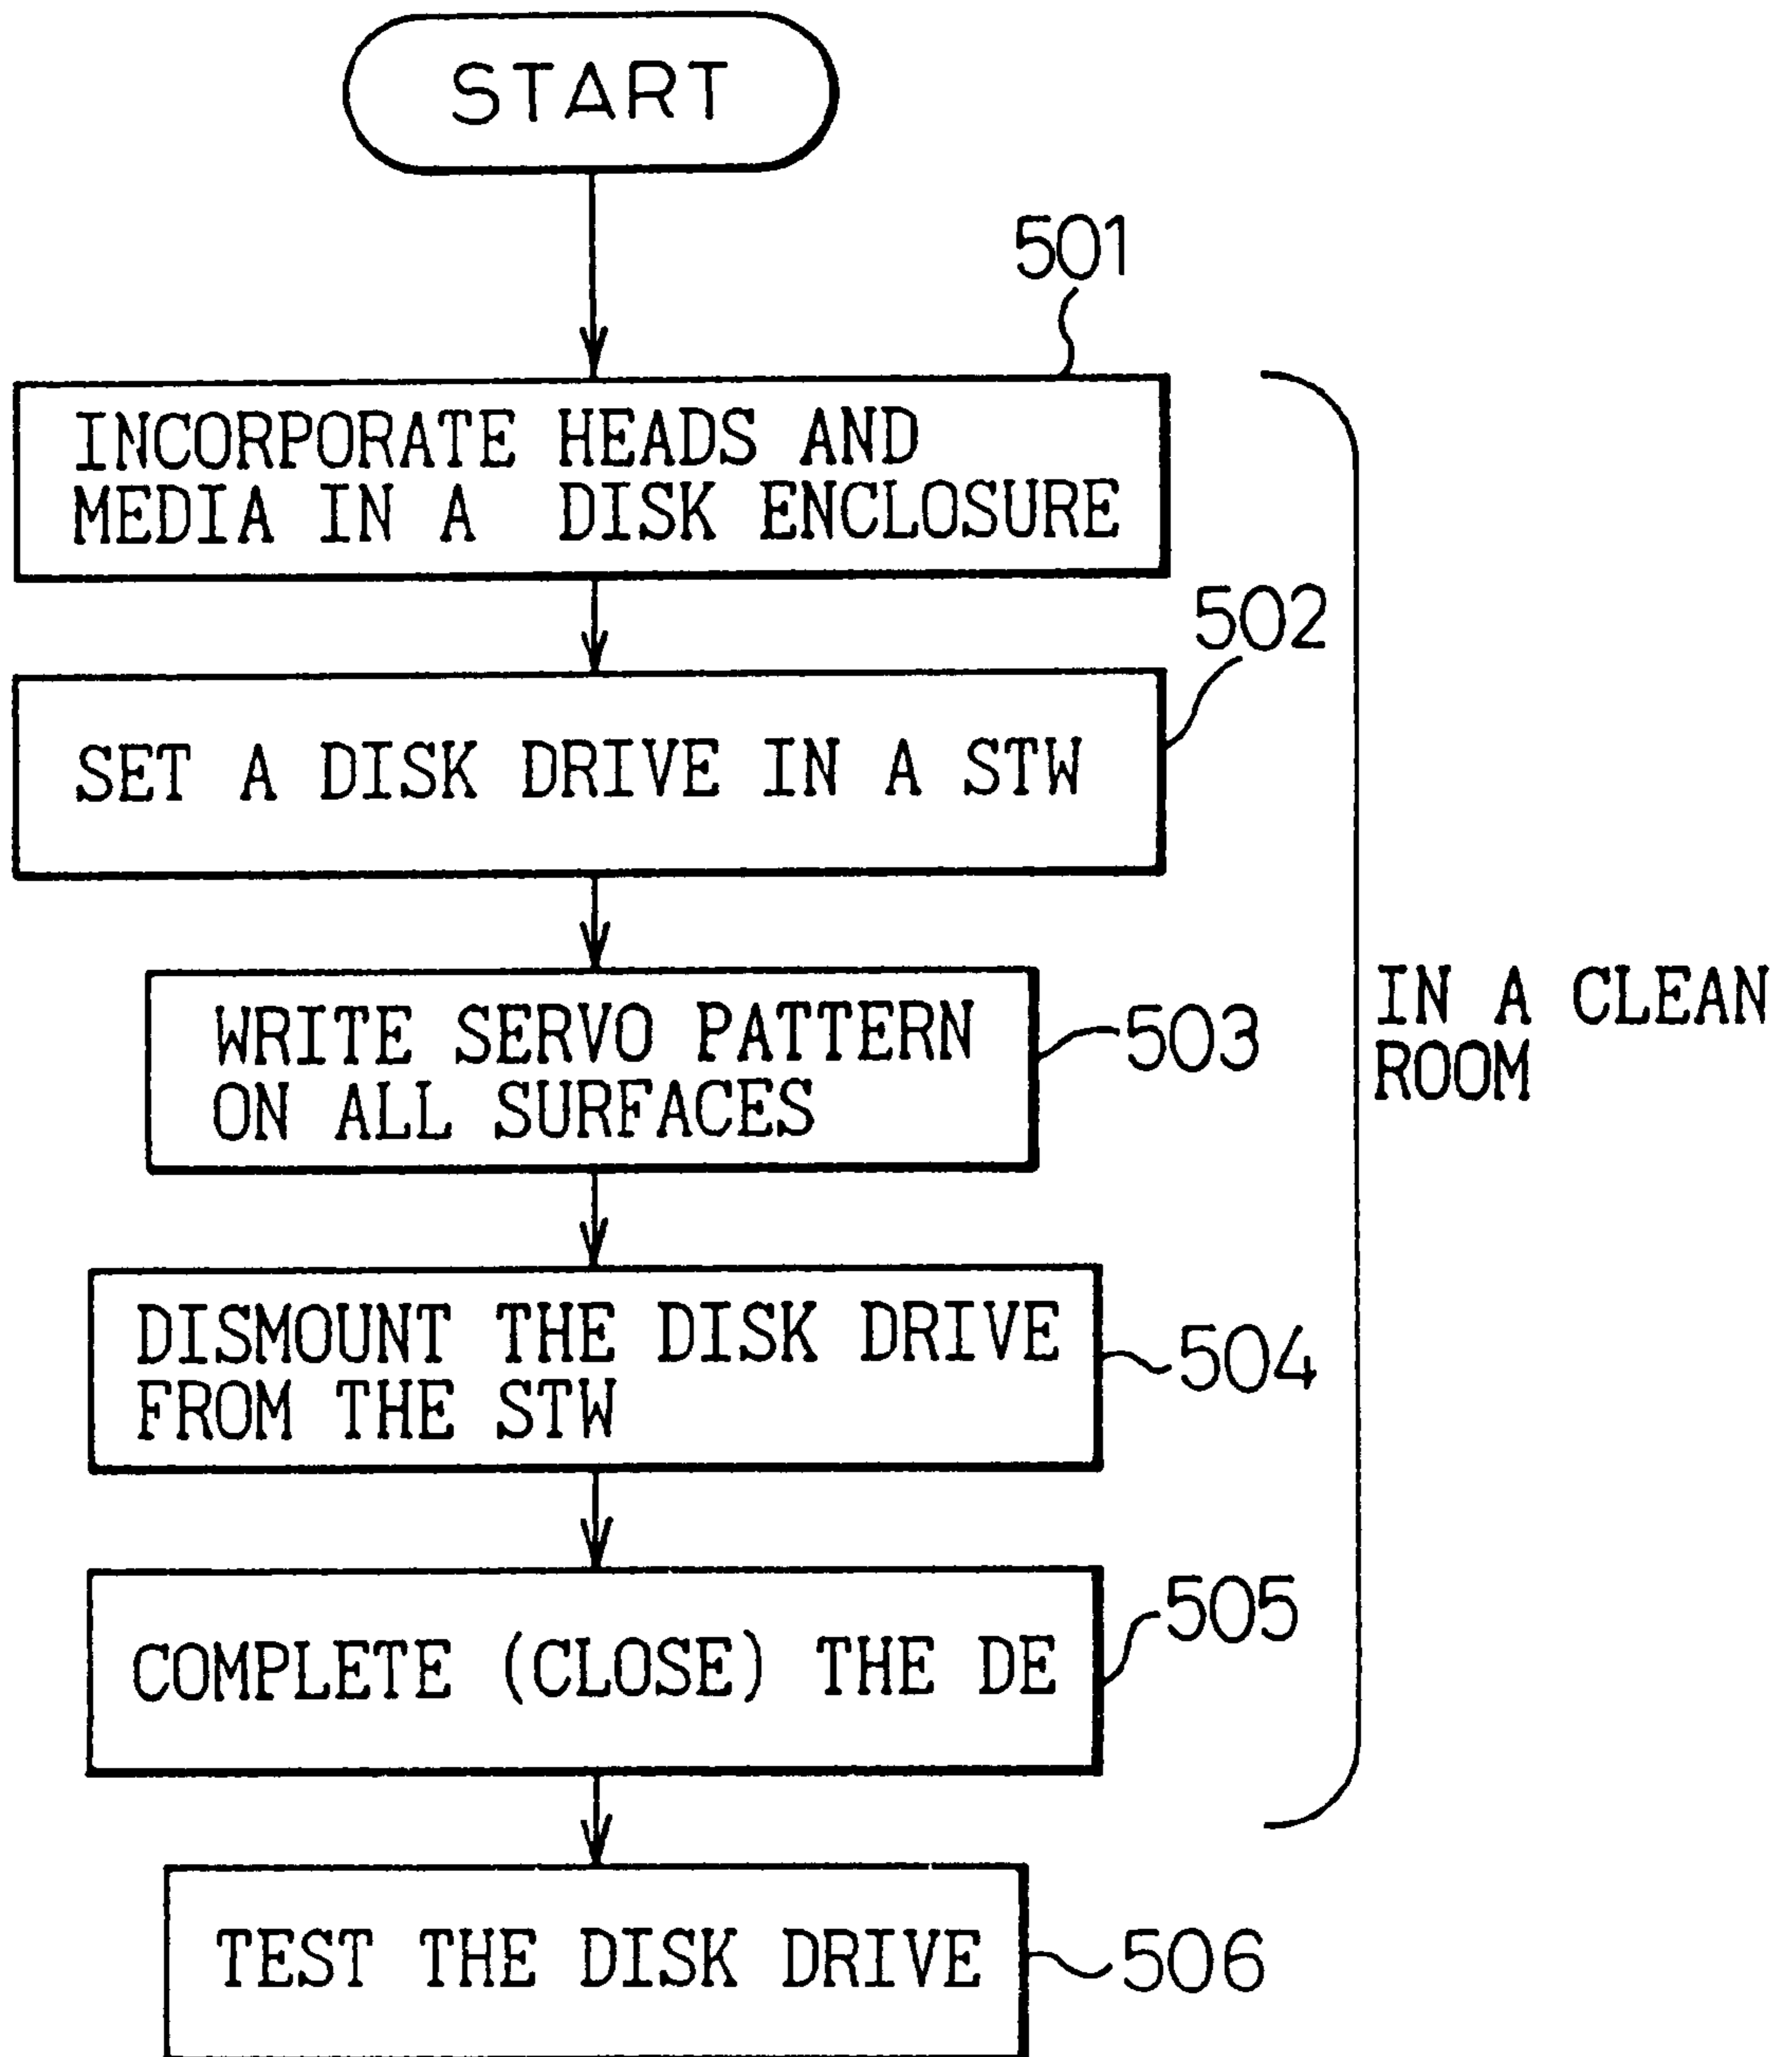 START
501
INCORPORATE HEADS AND
MEDIA IN A DISK ENCLOSURE
502
SET A DISK DRIVE IN A STW
WRITE SERVO PATTERN
ON ALL SURFACES
503
IN A CLEAN
ROOM
DISMOUNT THE DISK DRIVE
FROM THE STW
504
COMPLETE (CLOSE) THE DE
505
TEST THE DISK DRIVE
506